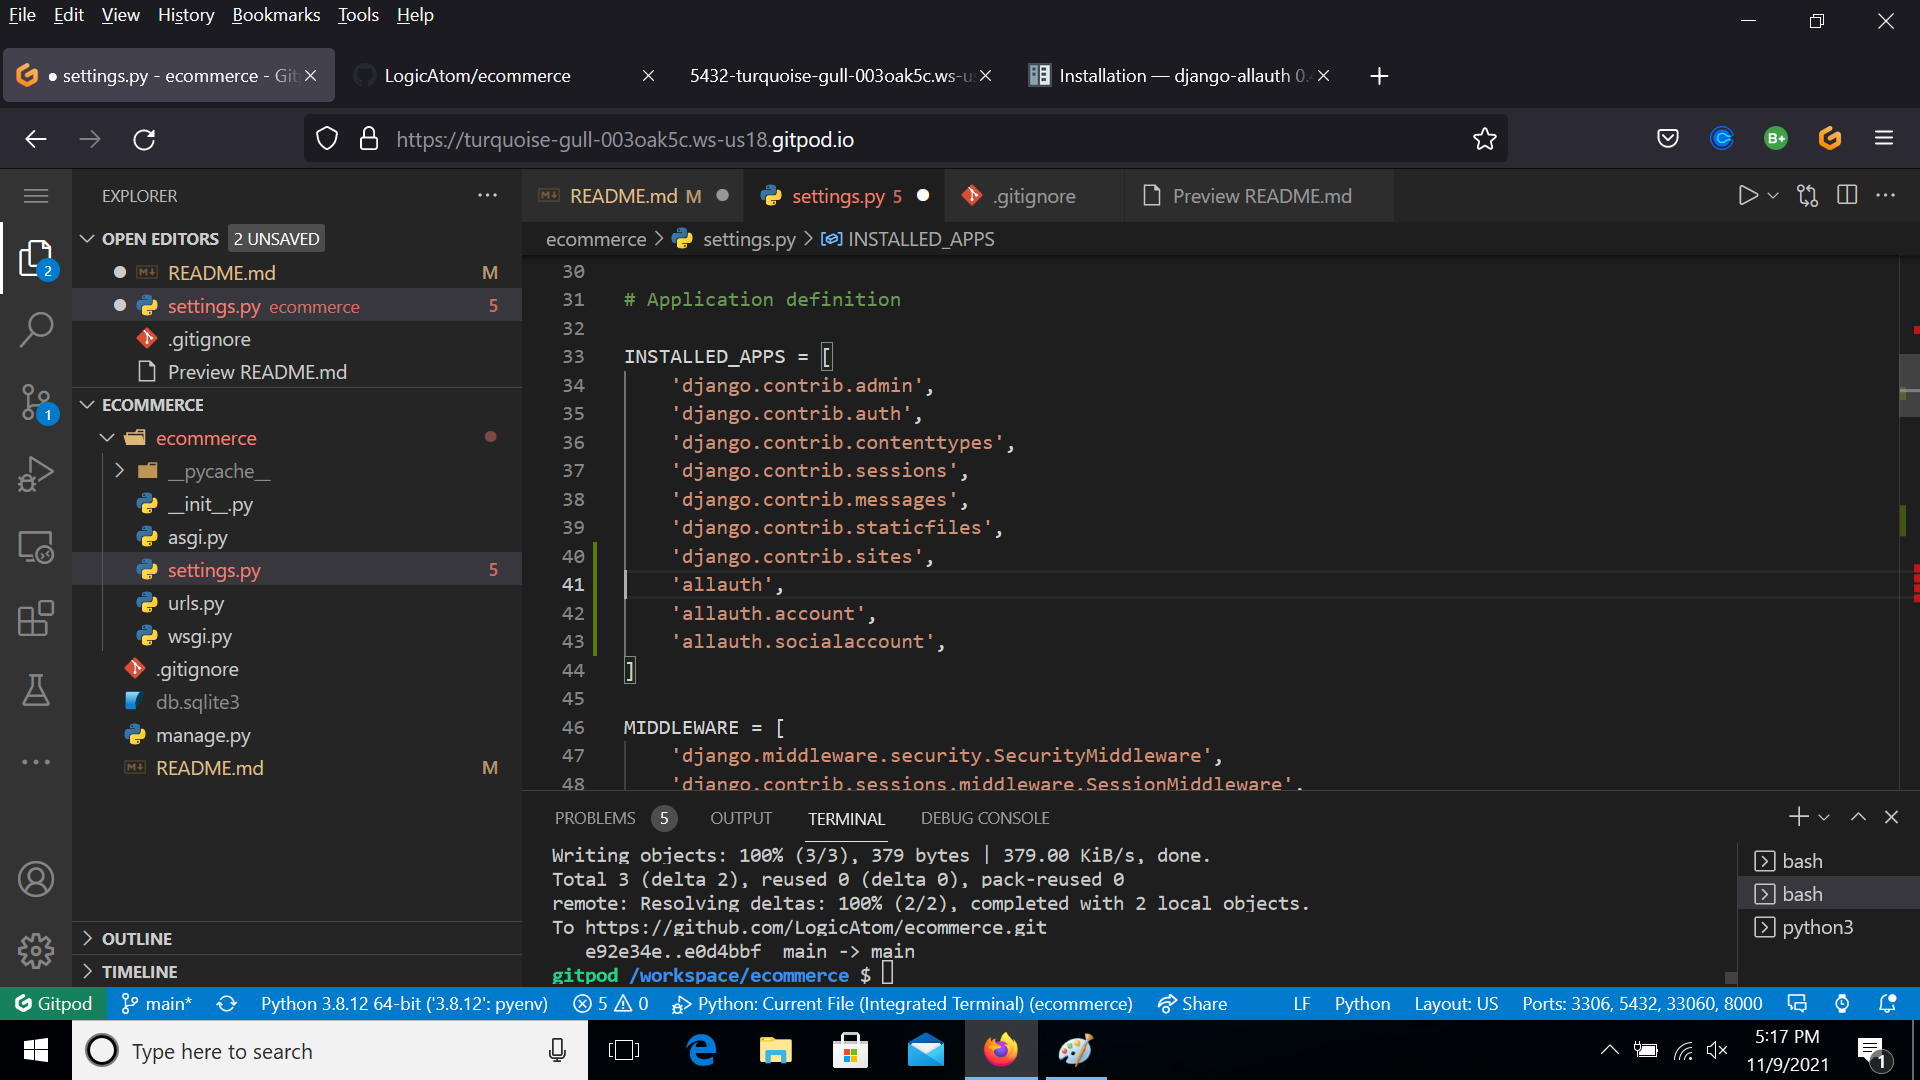 File Edit View History Bookmarks Tools Help
● settings.py - ecommerce - Git
LogicAtom/ecommerce
5432-turquoise-gull-003oak5c.ws-us
Installation — django-allauth 0.
https://turquoise-gull-003oak5c.ws-us18.gitpod.io
B+
EXPLORER
OPEN EDITORS 2 UNSAVED
README.md M
settings.py ecommerce 5
.gitignore
Preview README.md
ECOMMERCE
ecommerce
__pycache__
__init__.py
asgi.py
settings.py 5
urls.py
wsgi.py
.gitignore
db.sqlite3
manage.py
README.md M
OUTLINE
TIMELINE
2
1
README.md M
settings.py 5
.gitignore
Preview README.md
ecommerce > settings.py > INSTALLED_APPS
30
31 # Application definition
32
33 INSTALLED_APPS = [
34 'django.contrib.admin',
35 'django.contrib.auth',
36 'django.contrib.contenttypes',
37 'django.contrib.sessions',
38 'django.contrib.messages',
39 'django.contrib.staticfiles',
40 'django.contrib.sites',
41 'allauth',
42 'allauth.account',
43 'allauth.socialaccount',
44 ]
45
46 MIDDLEWARE = [
47 'django.middleware.security.SecurityMiddleware',
48 'django.contrib.sessions.middleware.SessionMiddleware',
PROBLEMS 5 OUTPUT TERMINAL DEBUG CONSOLE
Writing objects: 100% (3/3), 379 bytes | 379.00 KiB/s, done.
Total 3 (delta 2), reused 0 (delta 0), pack-reused 0
remote: Resolving deltas: 100% (2/2), completed with 2 local objects.
To https://github.com/LogicAtom/ecommerce.git
e92e34e..e0d4bbf main -> main
gitpod /workspace/ecommerce $
bash
bash
python3
Gitpod main* Python 3.8.12 64-bit ('3.8.12': pyenv) 5 0 Python: Current File (Integrated Terminal) (ecommerce) Share LF Python Layout: US Ports: 3306, 5432, 33060, 8000
Type here to search
5:17 PM
11/9/2021
1